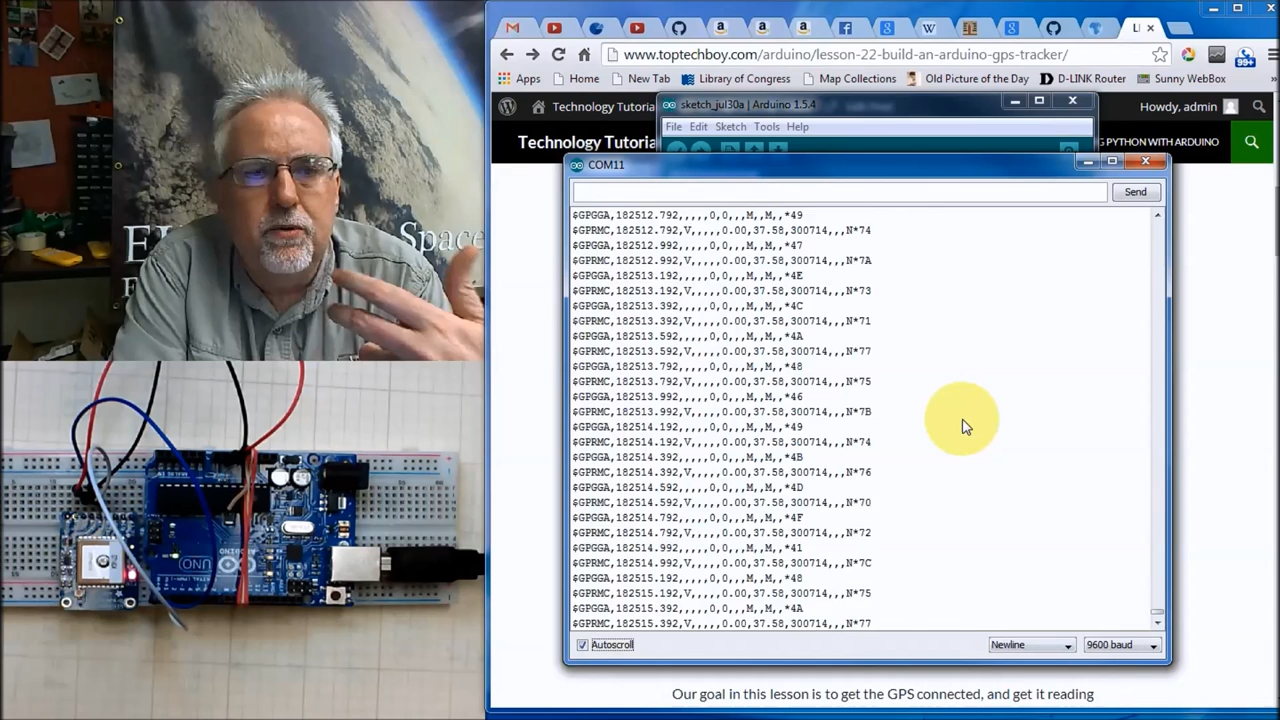 E
Space
E
F
D
UNO
ARDUINO
www.toptechboy.com/arduino/lesson-22-build-an-arduino-gps-tracker/
Apps Home New Tab Library of Congress Map Collections Old Picture of the Day D-LINK Router Sunny WebBox
99+
Technology Tutoria
Howdy, admin
sketch_jul30a | Arduino 1.5.4
File Edit Sketch Tools Help
Technology Tutorials
G PYTHON WITH ARDUINO
COM11
Send
$GPGGA,182512.792,,,,,0,0,,,M,,M,,*49
$GPRMC,182512.792,V,,,,,0.00,37.58,300714,,,N*74
$GPGGA,182512.992,,,,,0,0,,,M,,M,,*47
$GPRMC,182512.992,V,,,,,0.00,37.58,300714,,,N*7A
$GPGGA,182513.192,,,,,0,0,,,M,,M,,*4E
$GPRMC,182513.192,V,,,,,0.00,37.58,300714,,,N*73
$GPGGA,182513.392,,,,,0,0,,,M,,M,,*4C
$GPRMC,182513.392,V,,,,,0.00,37.58,300714,,,N*71
$GPGGA,182513.592,,,,,0,0,,,M,,M,,*4A
$GPRMC,182513.592,V,,,,,0.00,37.58,300714,,,N*77
$GPGGA,182513.792,,,,,0,0,,,M,,M,,*48
$GPRMC,182513.792,V,,,,,0.00,37.58,300714,,,N*75
$GPGGA,182513.992,,,,,0,0,,,M,,M,,*46
$GPRMC,182513.992,V,,,,,0.00,37.58,300714,,,N*7B
$GPGGA,182514.192,,,,,0,0,,,M,,M,,*49
$GPRMC,182514.192,V,,,,,0.00,37.58,300714,,,N*74
$GPGGA,182514.392,,,,,0,0,,,M,,M,,*4B
$GPRMC,182514.392,V,,,,,0.00,37.58,300714,,,N*76
$GPGGA,182514.592,,,,,0,0,,,M,,M,,*4D
$GPRMC,182514.592,V,,,,,0.00,37.58,300714,,,N*70
$GPGGA,182514.792,,,,,0,0,,,M,,M,,*4F
$GPRMC,182514.792,V,,,,,0.00,37.58,300714,,,N*72
$GPGGA,182514.992,,,,,0,0,,,M,,M,,*41
$GPRMC,182514.992,V,,,,,0.00,37.58,300714,,,N*7C
$GPGGA,182515.192,,,,,0,0,,,M,,M,,*48
$GPRMC,182515.192,V,,,,,0.00,37.58,300714,,,N*75
$GPGGA,182515.392,,,,,0,0,,,M,,M,,*4A
$GPRMC,182515.392,V,,,,,0.00,37.58,300714,,,N*77
Autoscroll
Newline
9600 baud
Our goal in this lesson is to get the GPS connected, and get it reading